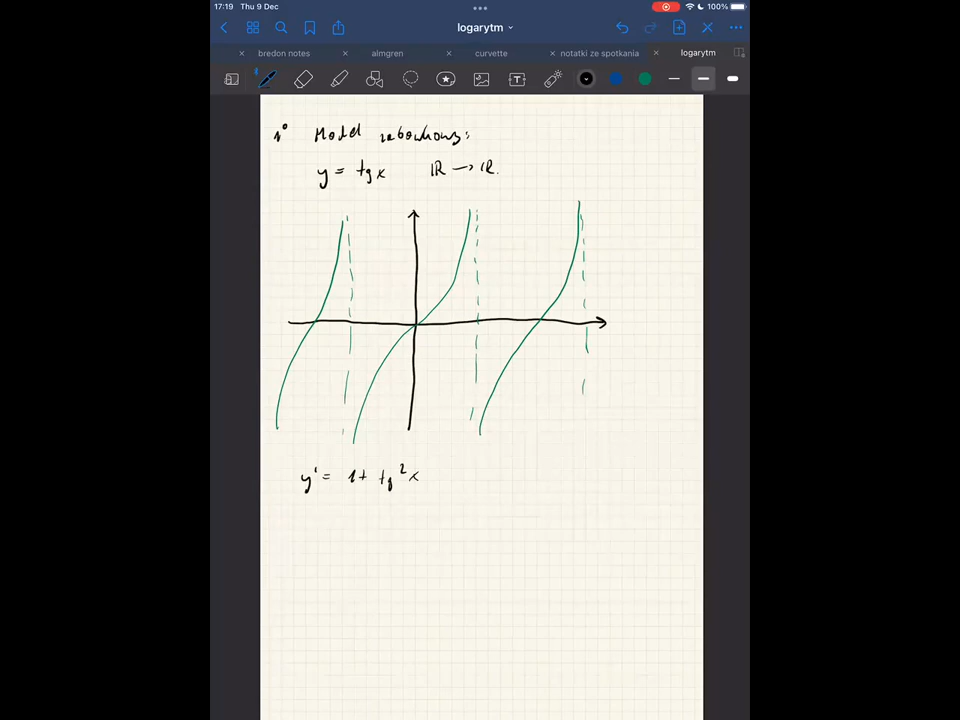 17:19 Thu 9 Dec 100%
logarytm
bredon notes almgren curvette notatki ze spotkania logarytm
1° Model rachunkowy:
y = tg x ℝ → ℝ.
y' = 1 + tg²x